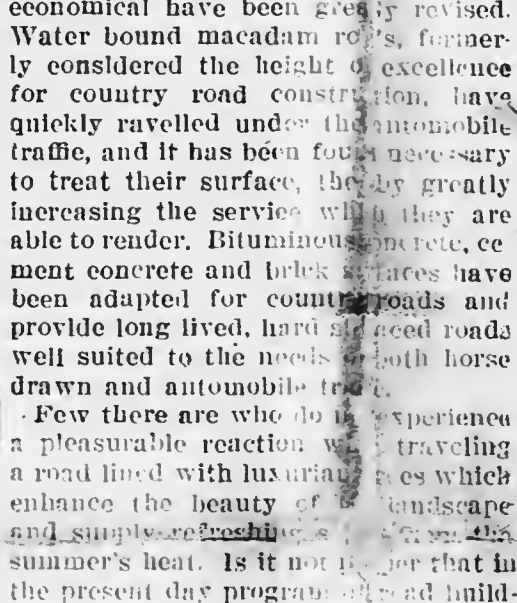 economical have been greatly revised.
Water bound macadam roads, former-
ly considered the height of excellence
for country road construction, have
quickly ravelled under the automobile
traffic, and it has been found necessary
to treat their surface, thereby greatly
increasing the service which they are
able to render. Bituminous concrete, ce
ment concrete and brick surfaces have
been adapted for country roads and
provide long lived, hard surfaced roads
well suited to the needs of both horse
drawn and automobile traffic.
Few there are who do not experience
a pleasurable reaction when traveling
a road lined with luxuriant trees which
enhance the beauty of the landscape
and supply refreshing from the
summer's heat. Is it not that in
the present day program of road build-